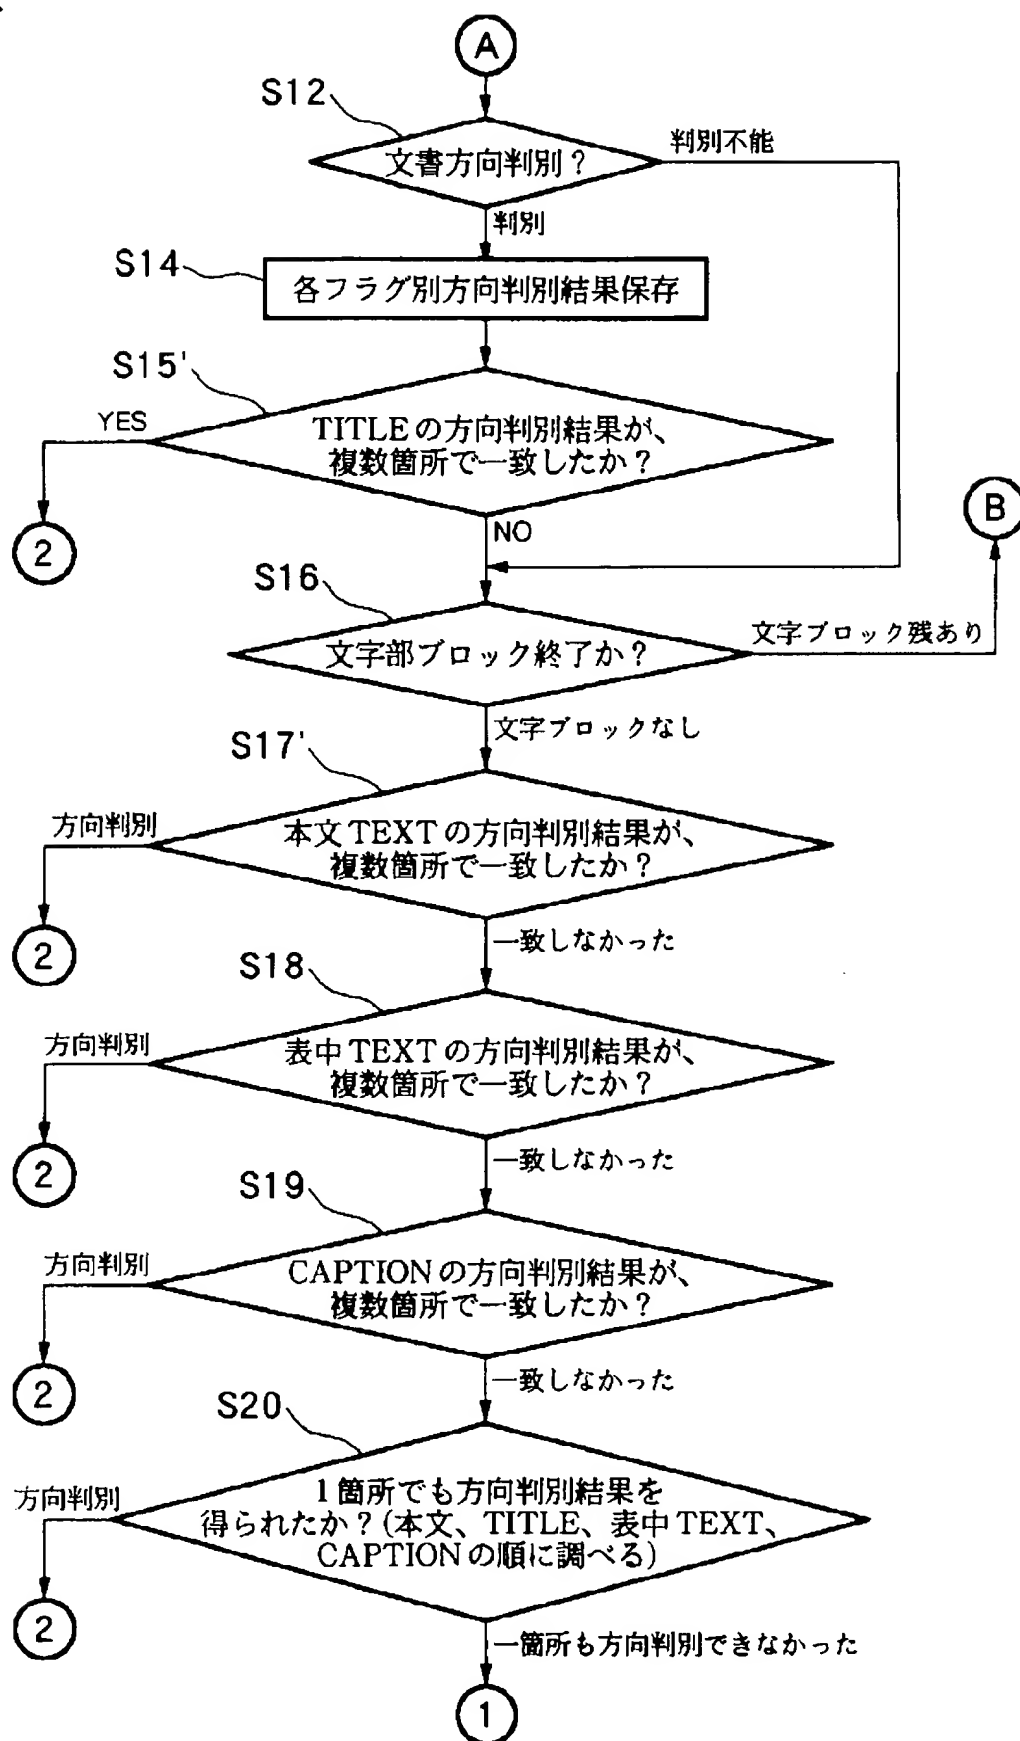 A
S12
文書方向判別？
判別不能
判別
S14
各フラグ別方向判別結果保存
S15'
YES
TITLEの方向判別結果が、
複数箇所で一致したか？
2
NO
B
S16
文字部ブロック終了か？
文字ブロック残あり
文字ブロックなし
S17'
方向判別
本文TEXTの方向判別結果が、
複数箇所で一致したか？
2
一致しなかった
S18
方向判別
表中TEXTの方向判別結果が、
複数箇所で一致したか？
2
一致しなかった
S19
方向判別
CAPTIONの方向判別結果が、
複数箇所で一致したか？
2
一致しなかった
S20
方向判別
1箇所でも方向判別結果を
得られたか？(本文、TITLE、表中TEXT、
CAPTIONの順に調べる)
2
一箇所も方向判別できなかった
1